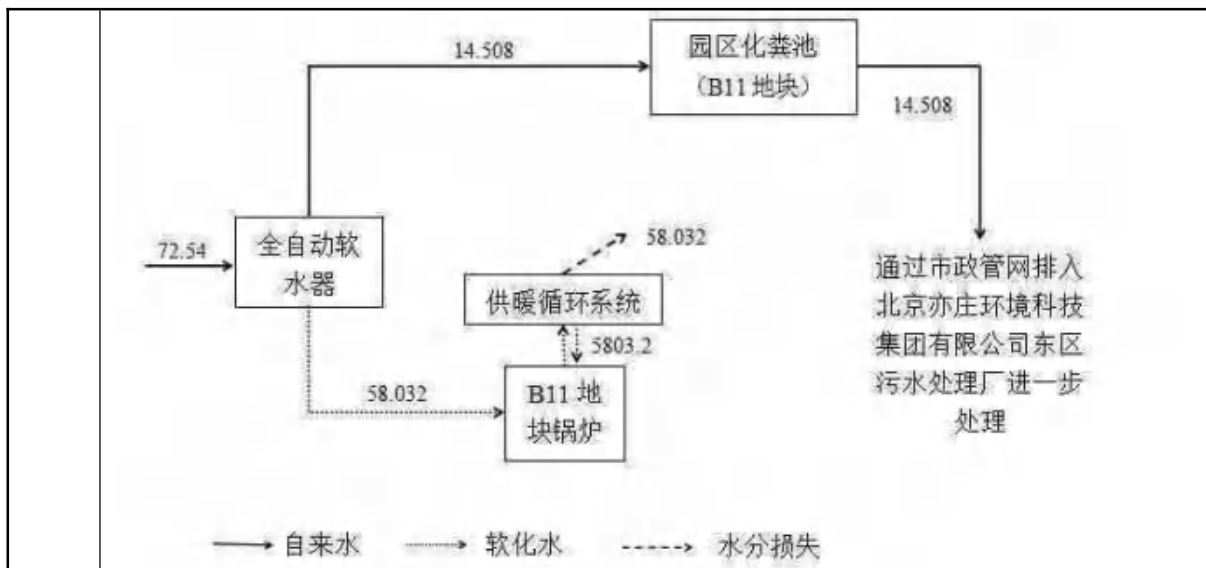 14.508
园区化粪池
（B11 地块）
14.508
72.54
全自动软
水器
58.032
供暖循环系统
5803.2
58.032
B11 地
块锅炉
通过市政管网排入
北京亦庄环境科技
集团有限公司东区
污水处理厂进一步
处理
自来水
软化水
水分损失